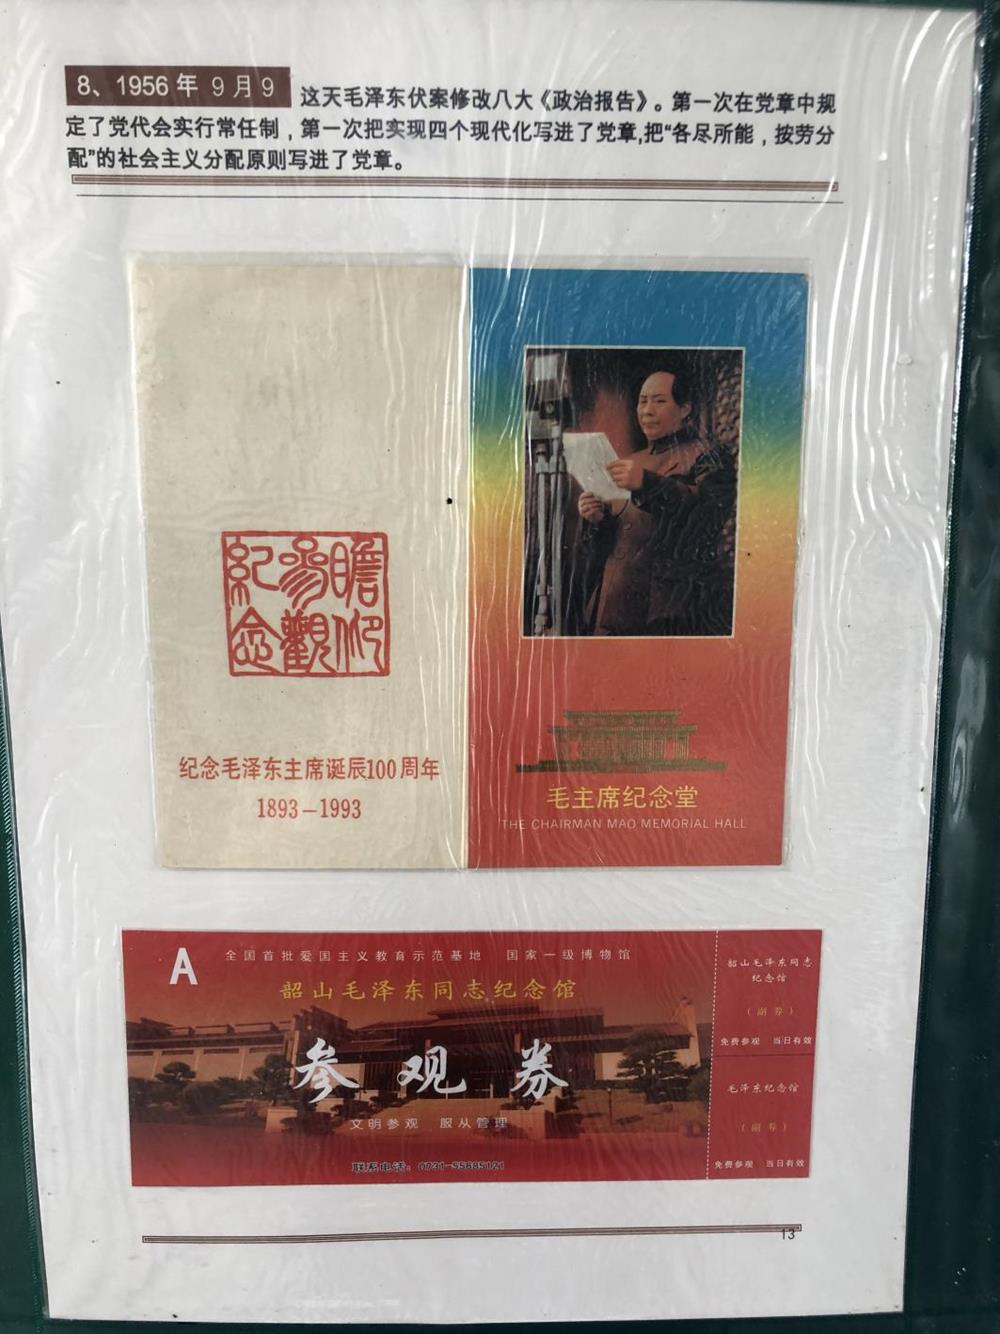 8、1956 年 9 月 9 这天毛泽东伏案修改八大《政治报告》。第一次在党章中规
定了党代会实行常任制，第一次把实现四个现代化写进了党章,把“各尽所能，按劳分
配”的社会主义分配原则写进了党章。
瞻仰
參觀
紀念
纪念毛泽东主席诞辰100周年
1893－1993
毛主席纪念堂
THE CHAIRMAN MAO MEMORIAL HALL
A
全国首批爱国主义教育示范基地 国家一级博物馆
韶山毛泽东同志纪念馆
参观券
文明参观 服从管理
联系电话：0731-55685121
韶山毛泽东同志
纪念馆
（副券）
免费参观 当日有效
毛泽东纪念馆
（副券）
免费参观 当日有效
13